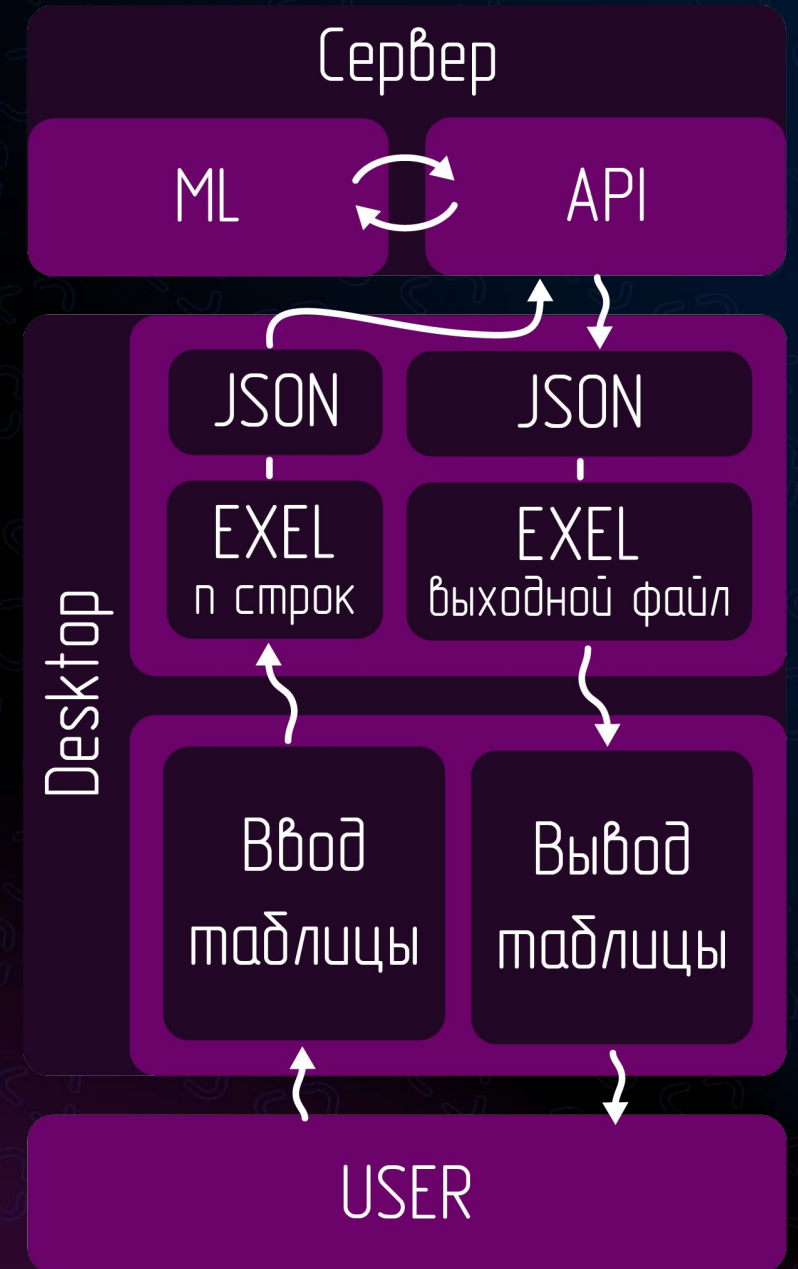 Сервер
ML
API
JSON
JSON
EXEL
n строк
EXEL
выходной файл
Desktop
Ввод
таблицы
Вывод
таблицы
USER